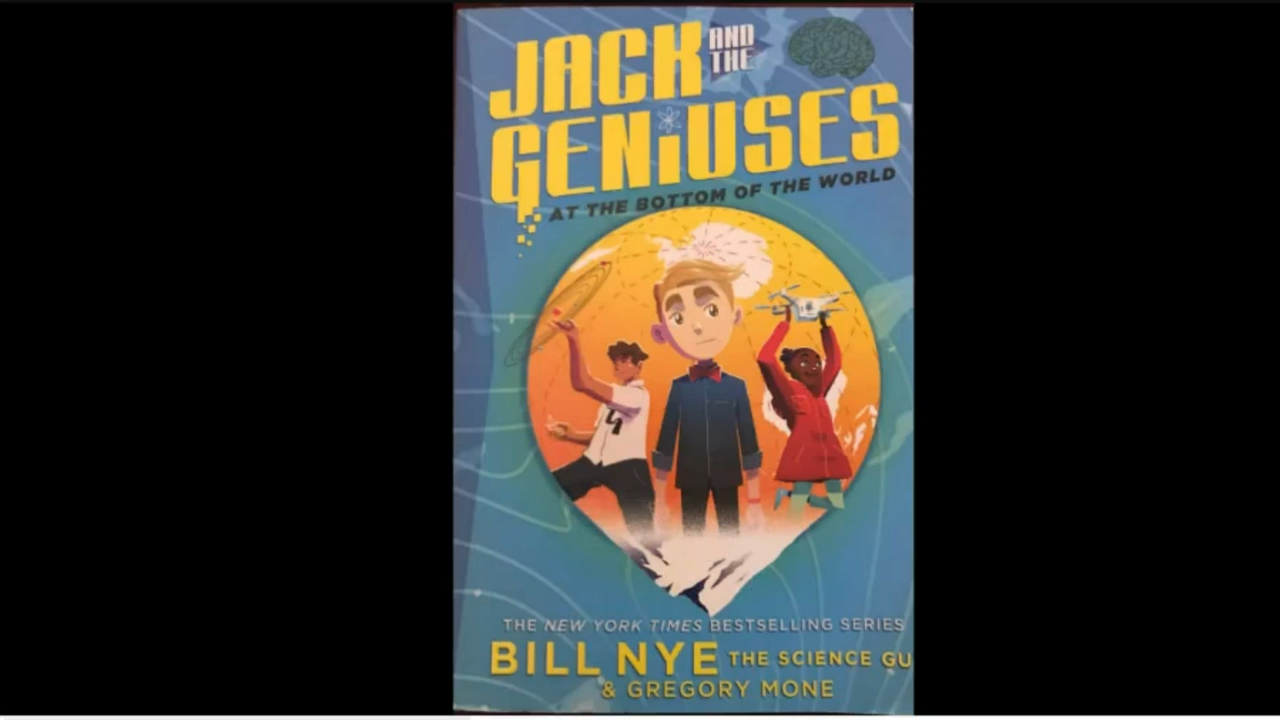 JACK AND THE
GENiUSES
AT THE BOTTOM OF THE WORLD
THE NEW YORK TIMES BESTSELLING SERIES
BILL NYE THE SCIENCE GU
& GREGORY MONE